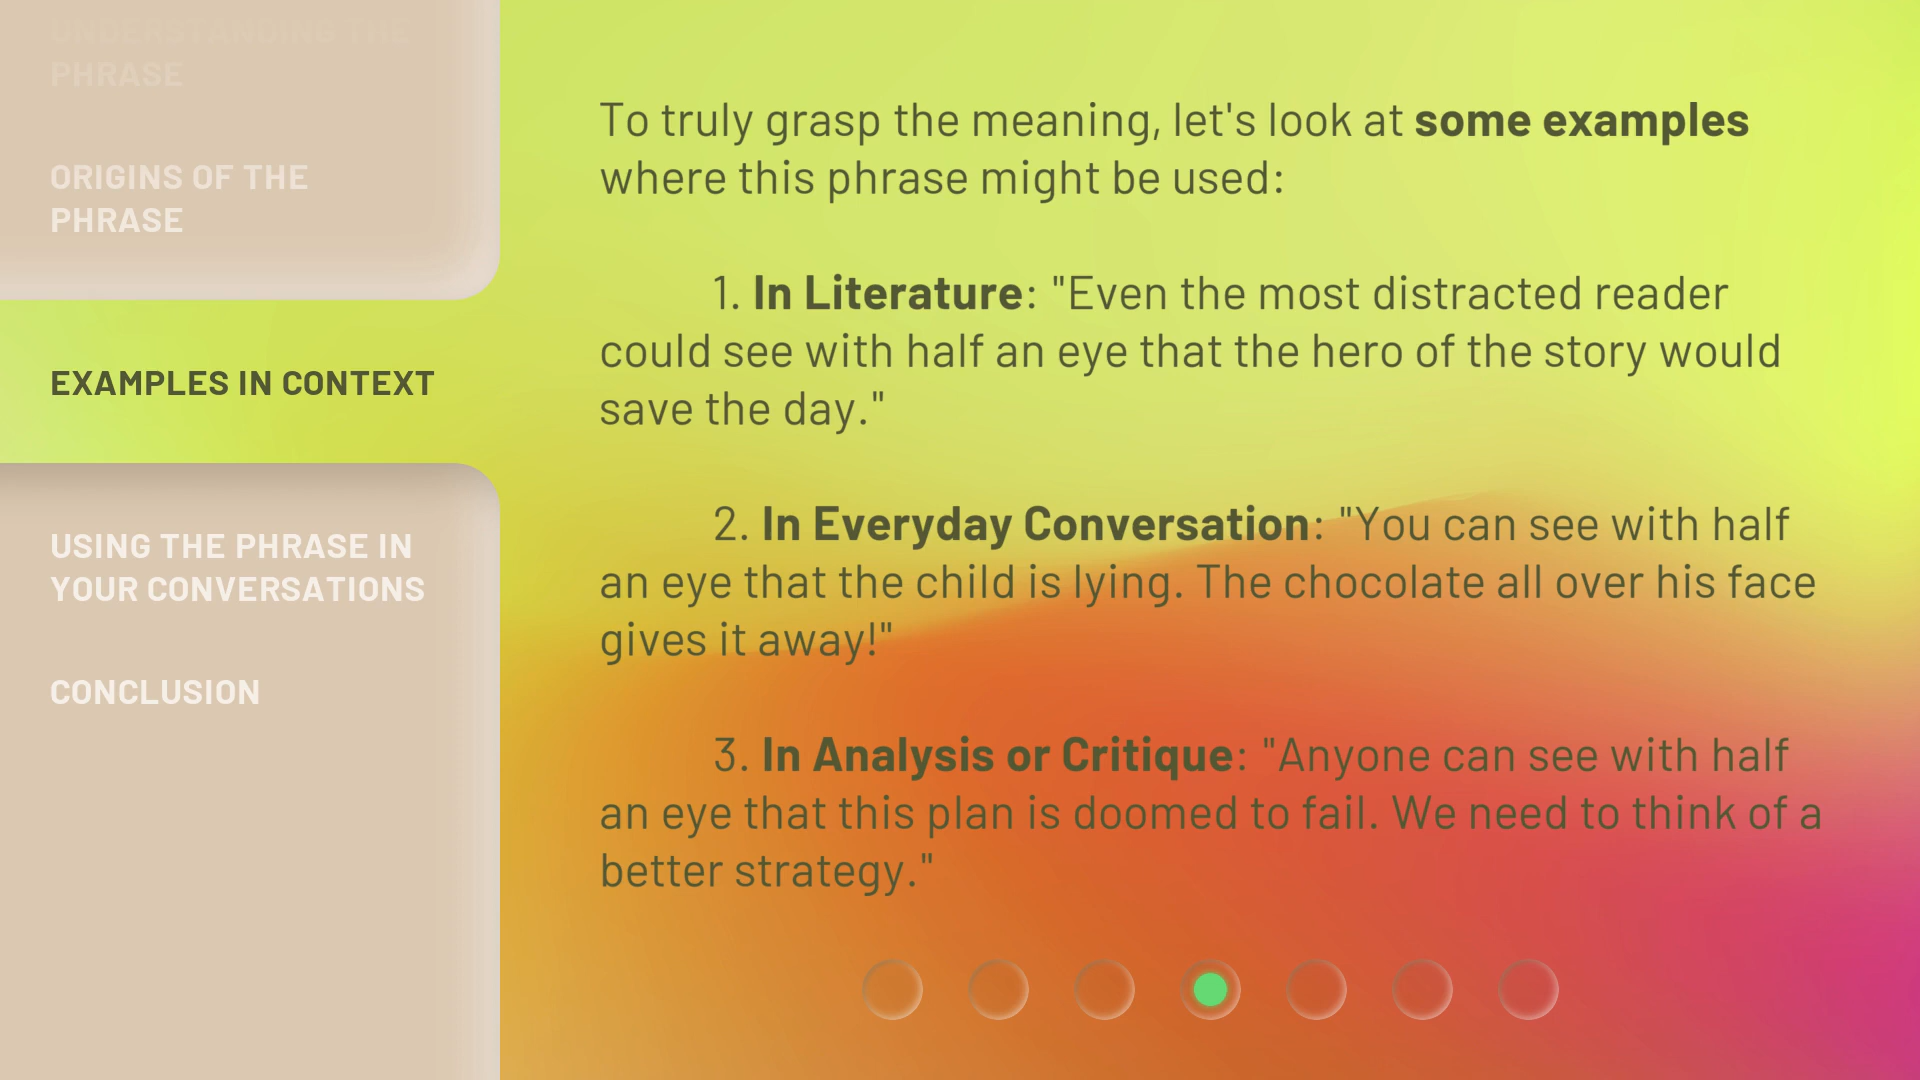 UNDERSTANDING THE
PHRASE
ORIGINS OF THE
PHRASE
EXAMPLES IN CONTEXT
USING THE PHRASE IN
YOUR CONVERSATIONS
CONCLUSION
To truly grasp the meaning, let's look at some examples
where this phrase might be used:
1. In Literature: "Even the most distracted reader
could see with half an eye that the hero of the story would
save the day."
2. In Everyday Conversation: "You can see with half
an eye that the child is lying. The chocolate all over his face
gives it away!"
3. In Analysis or Critique: "Anyone can see with half
an eye that this plan is doomed to fail. We need to think of a
better strategy."